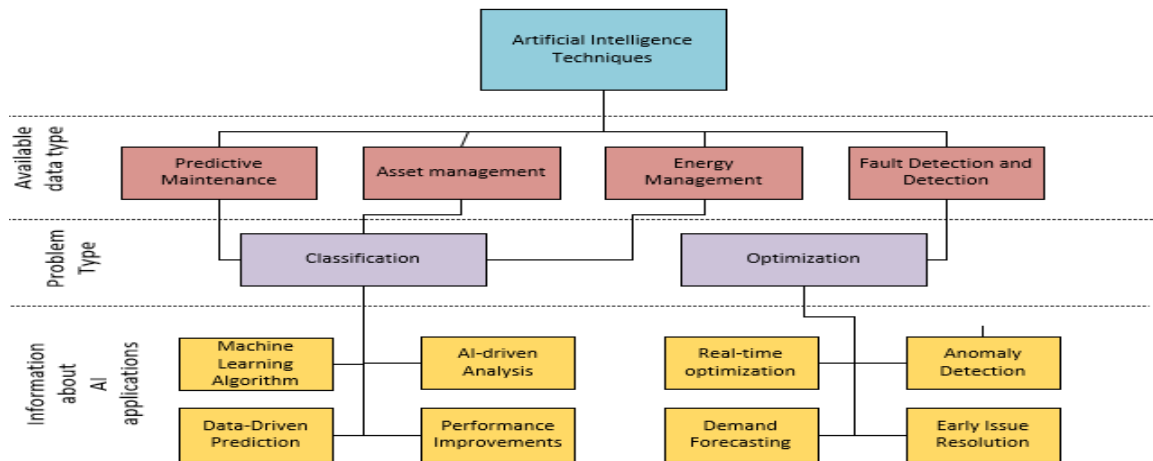 Artificial Intelligence
Techniques
Available
data type
Predictive
Maintenance
Asset management
Energy
Management
Fault Detection and
Detection
Problem
Type
Classification
Optimization
Information
about
AI
applications
Machine
Learning
Algorithm
AI-driven
Analysis
Real-time
optimization
Anomaly
Detection
Data-Driven
Prediction
Performance
Improvements
Demand
Forecasting
Early Issue
Resolution